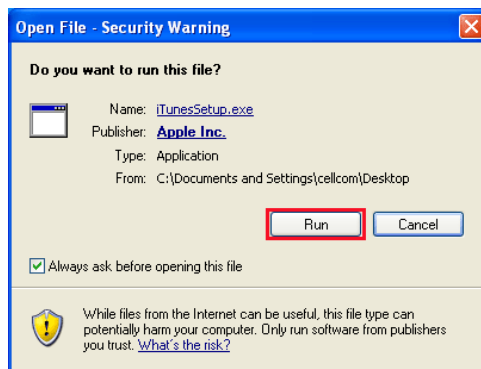 Open File - Security Warning
Do you want to run this file?
Name: iTunesSetup.exe
Publisher: Apple Inc.
Type: Application
From: C:\Documents and Settings\cellcom\Desktop
Run Cancel
Always ask before opening this file
While files from the Internet can be useful, this file type can
potentially harm your computer. Only run software from publishers
you trust. What's the risk?